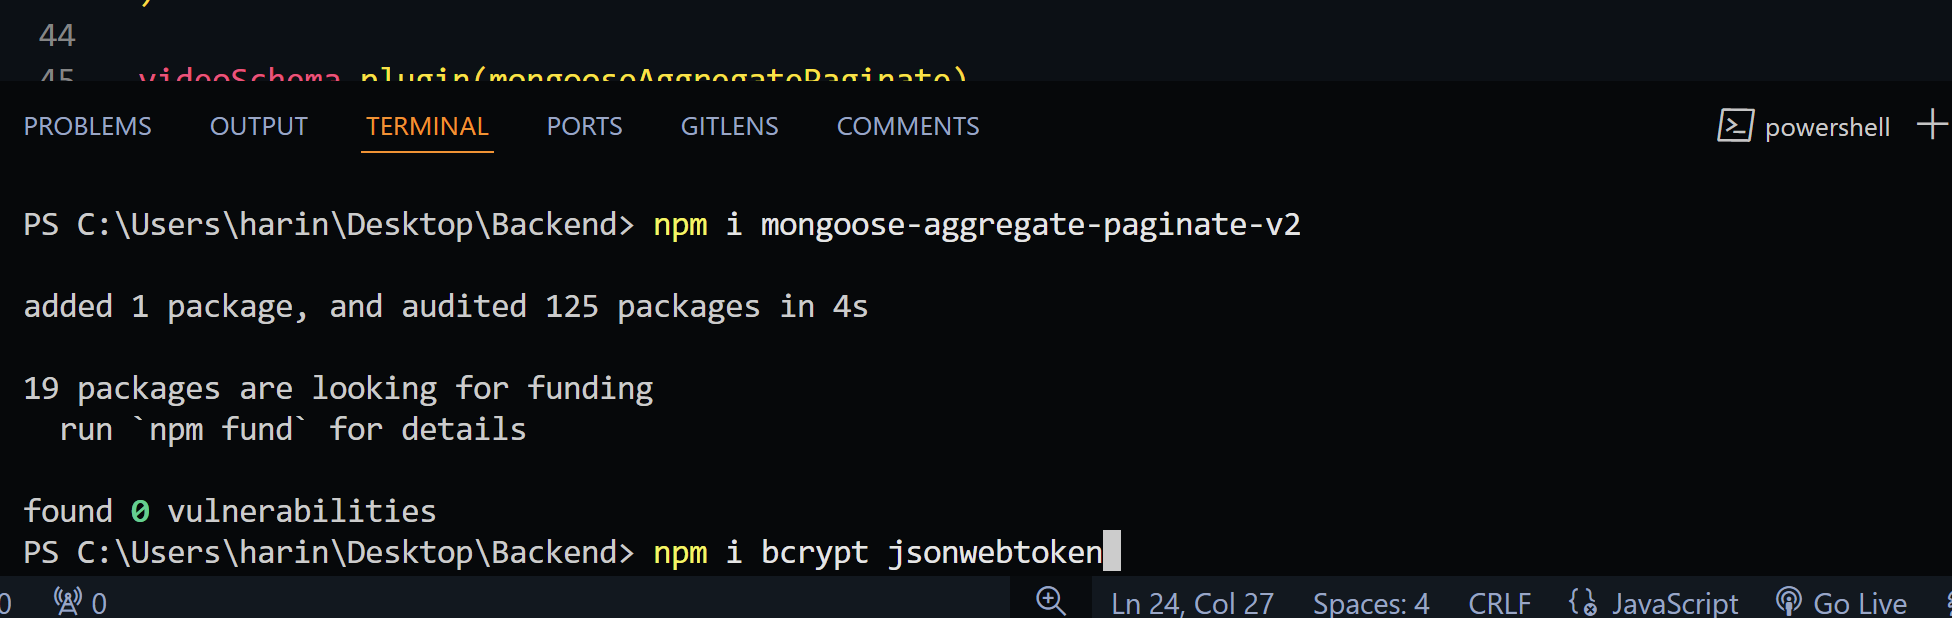 44
45 videoSchema.plugin(mongooseAggregatePaginate)
PROBLEMS OUTPUT TERMINAL PORTS GITLENS COMMENTS powershell
PS C:\Users\harin\Desktop\Backend> npm i mongoose-aggregate-paginate-v2
added 1 package, and audited 125 packages in 4s
19 packages are looking for funding
run `npm fund` for details
found 0 vulnerabilities
PS C:\Users\harin\Desktop\Backend> npm i bcrypt jsonwebtoken
0 0 Ln 24, Col 27 Spaces: 4 CRLF JavaScript Go Live